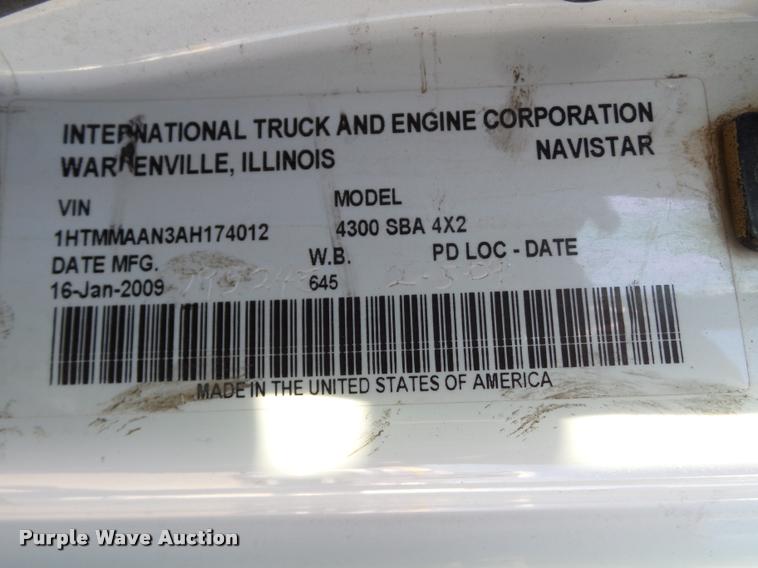 INTERNATIONAL TRUCK AND ENGINE CORPORATION
WARRENVILLE, ILLINOIS NAVISTAR
VIN MODEL
1HTMMAAN3AH174012 4300 SBA 4X2
DATE MFG. W.B. PD LOC - DATE
16-Jan-2009 645
MADE IN THE UNITED STATES OF AMERICA
Purple Wave Auction